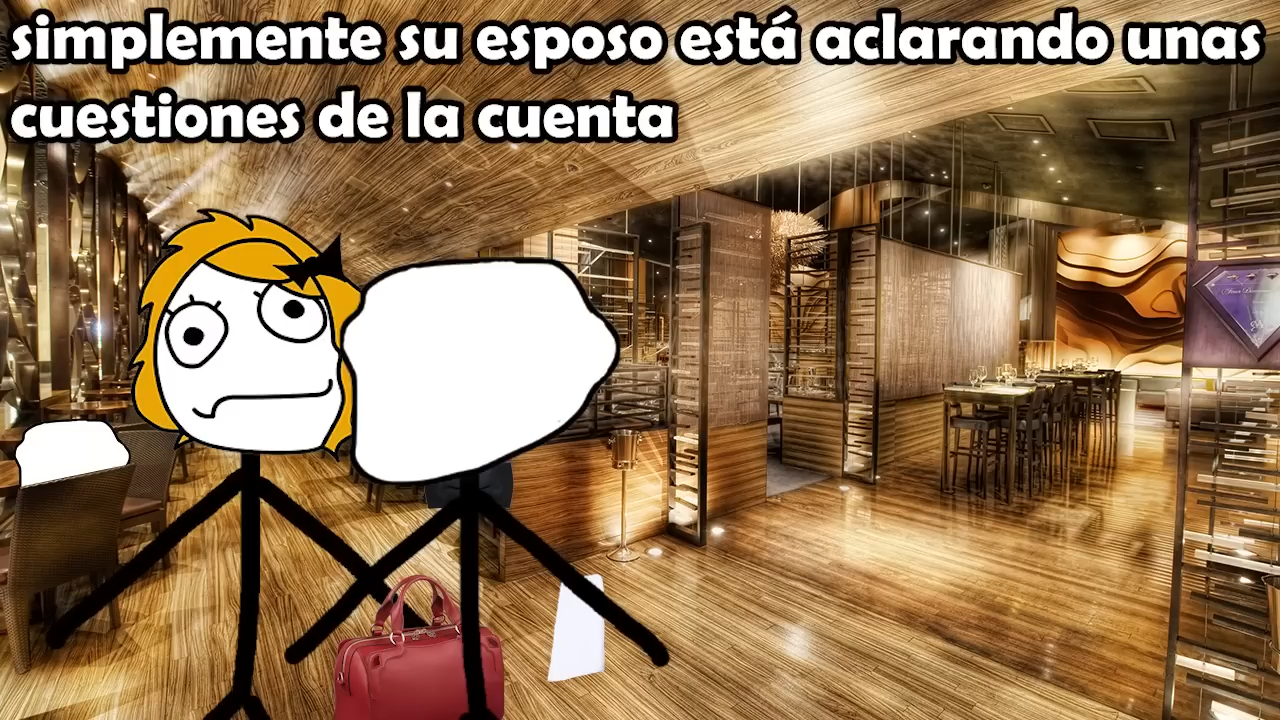 simplemente su esposo está aclarando unas
cuestiones de la cuenta